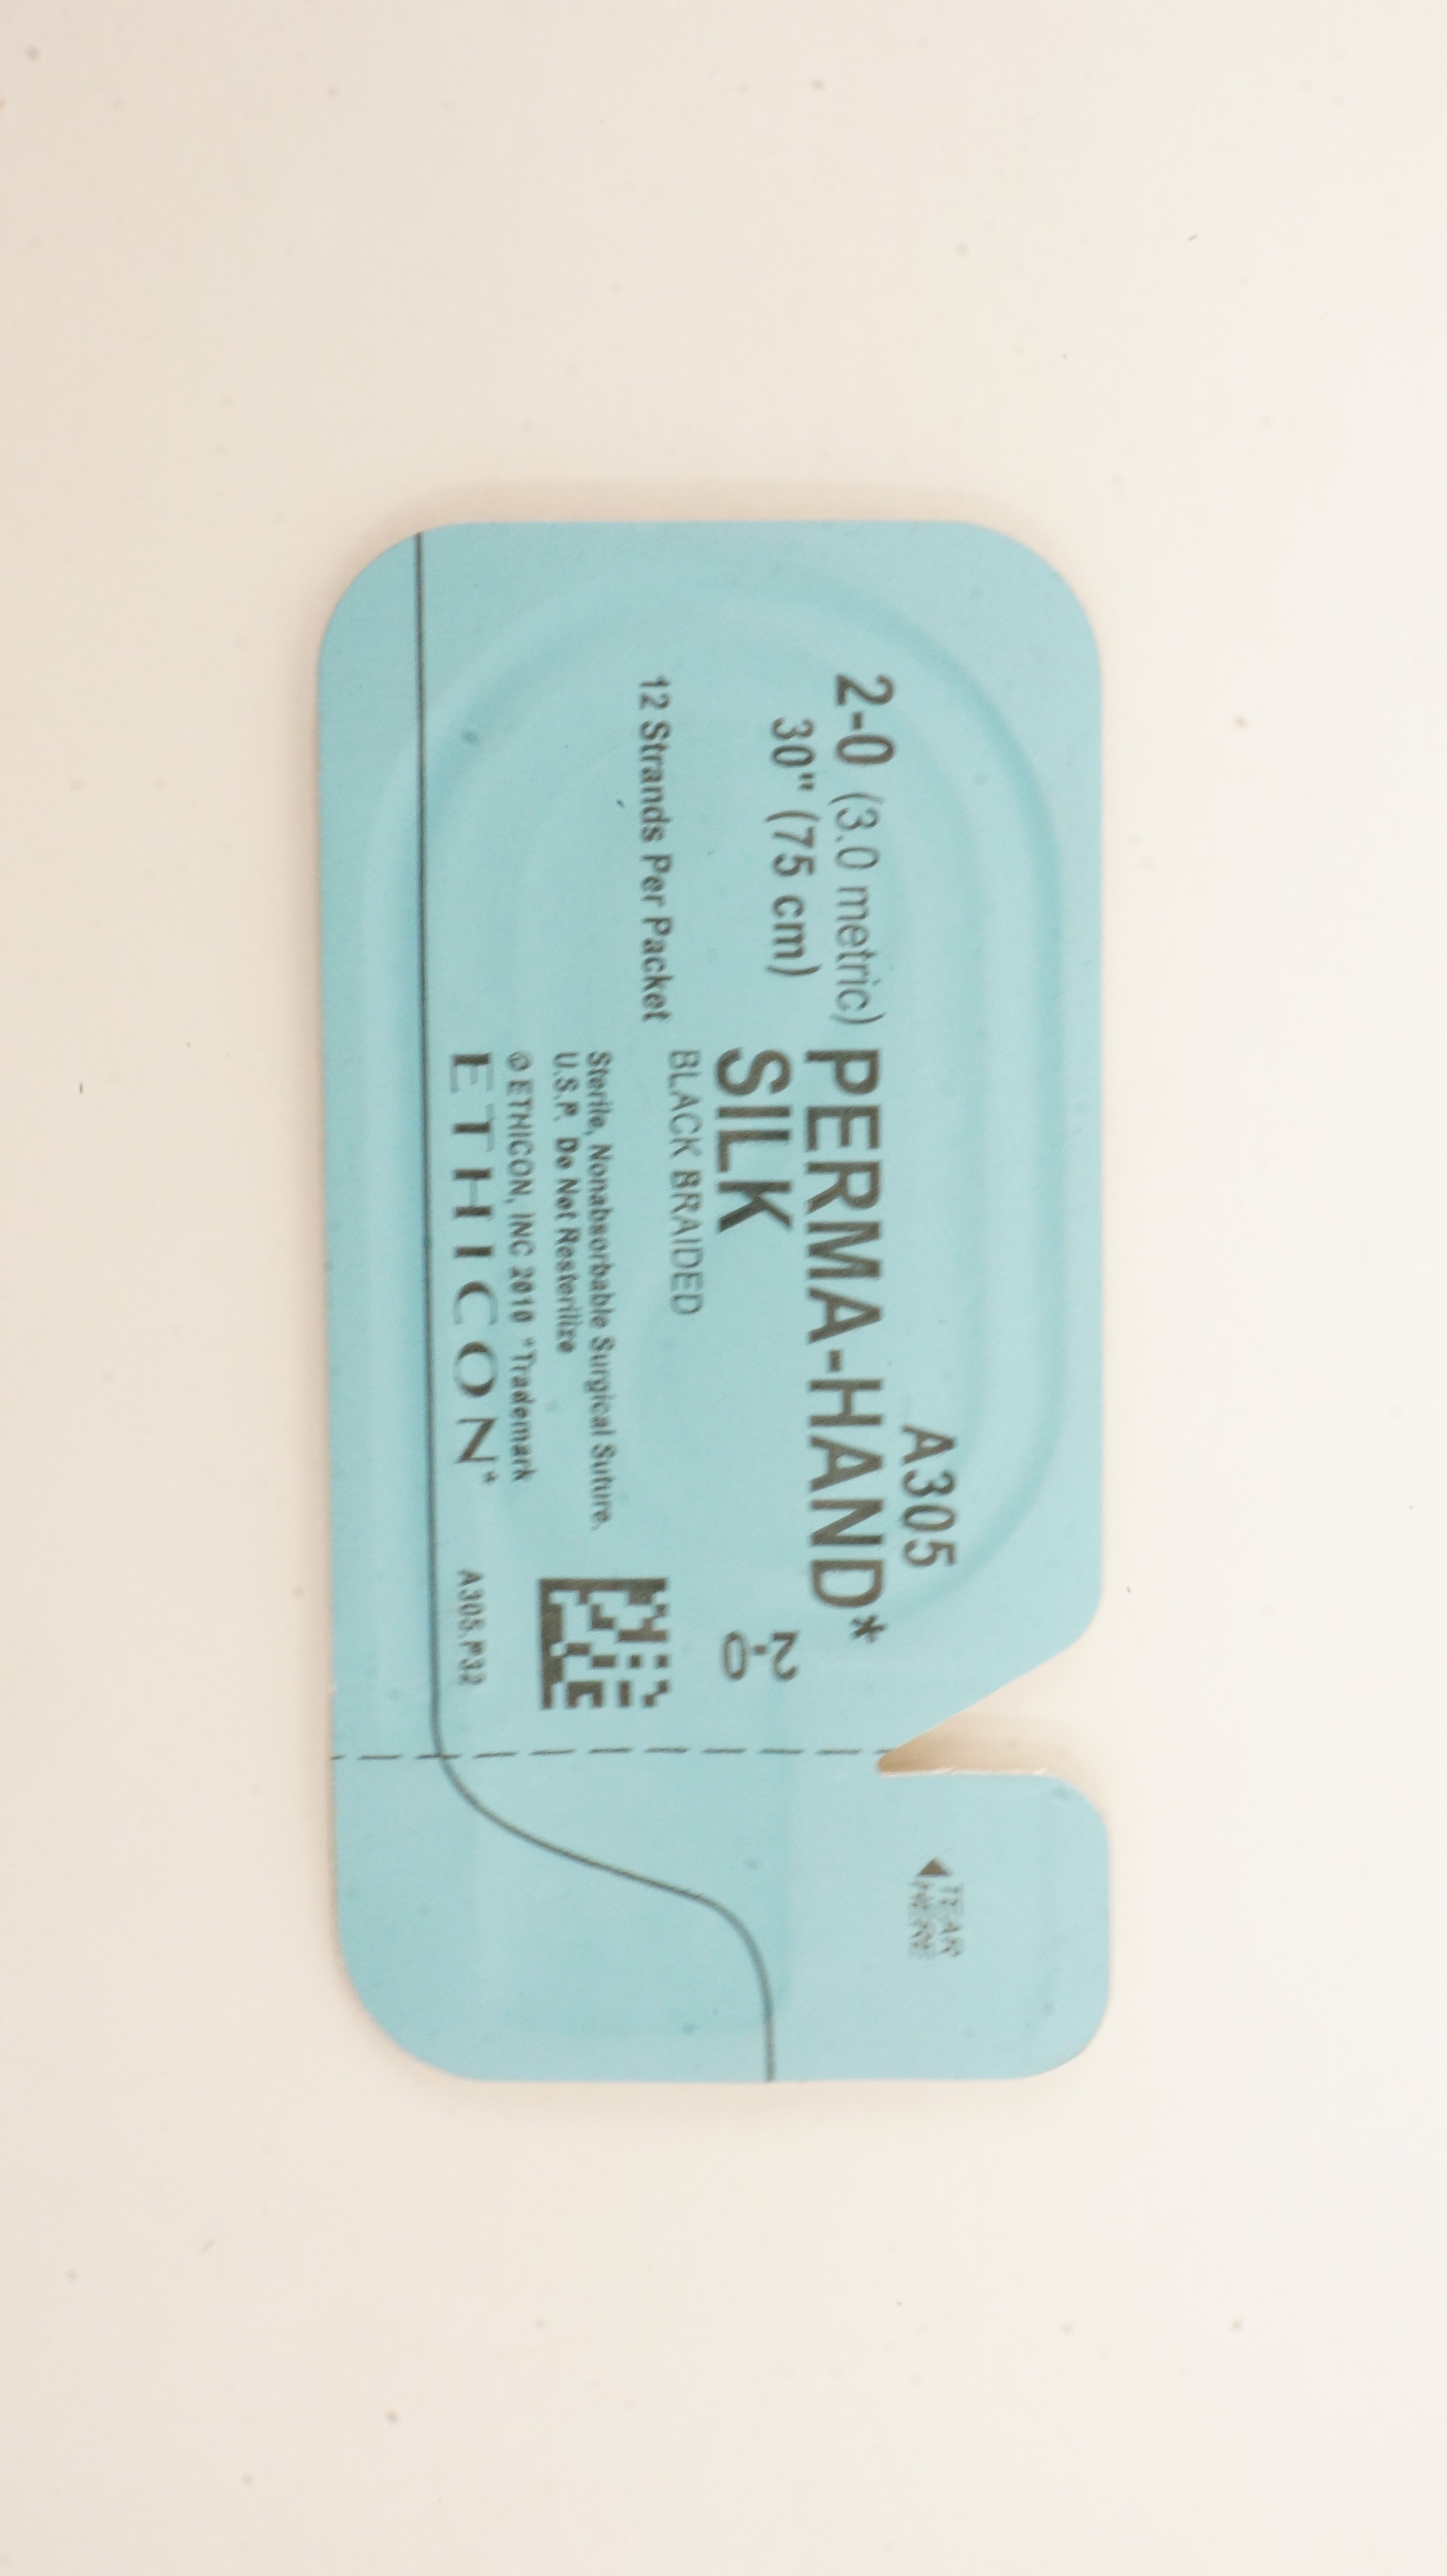 A305
2-0 (3.0 metric) PERMA-HAND*
30" (75 cm) SILK
2-0
BLACK BRAIDED
12 Strands Per Packet
Sterile, Nonabsorbable Surgical Suture.
U.S.P. Do Not Resterilize
© ETHICON, INC 2010 *Trademark
ETHICON*
A305.P32
TEAR
HERE